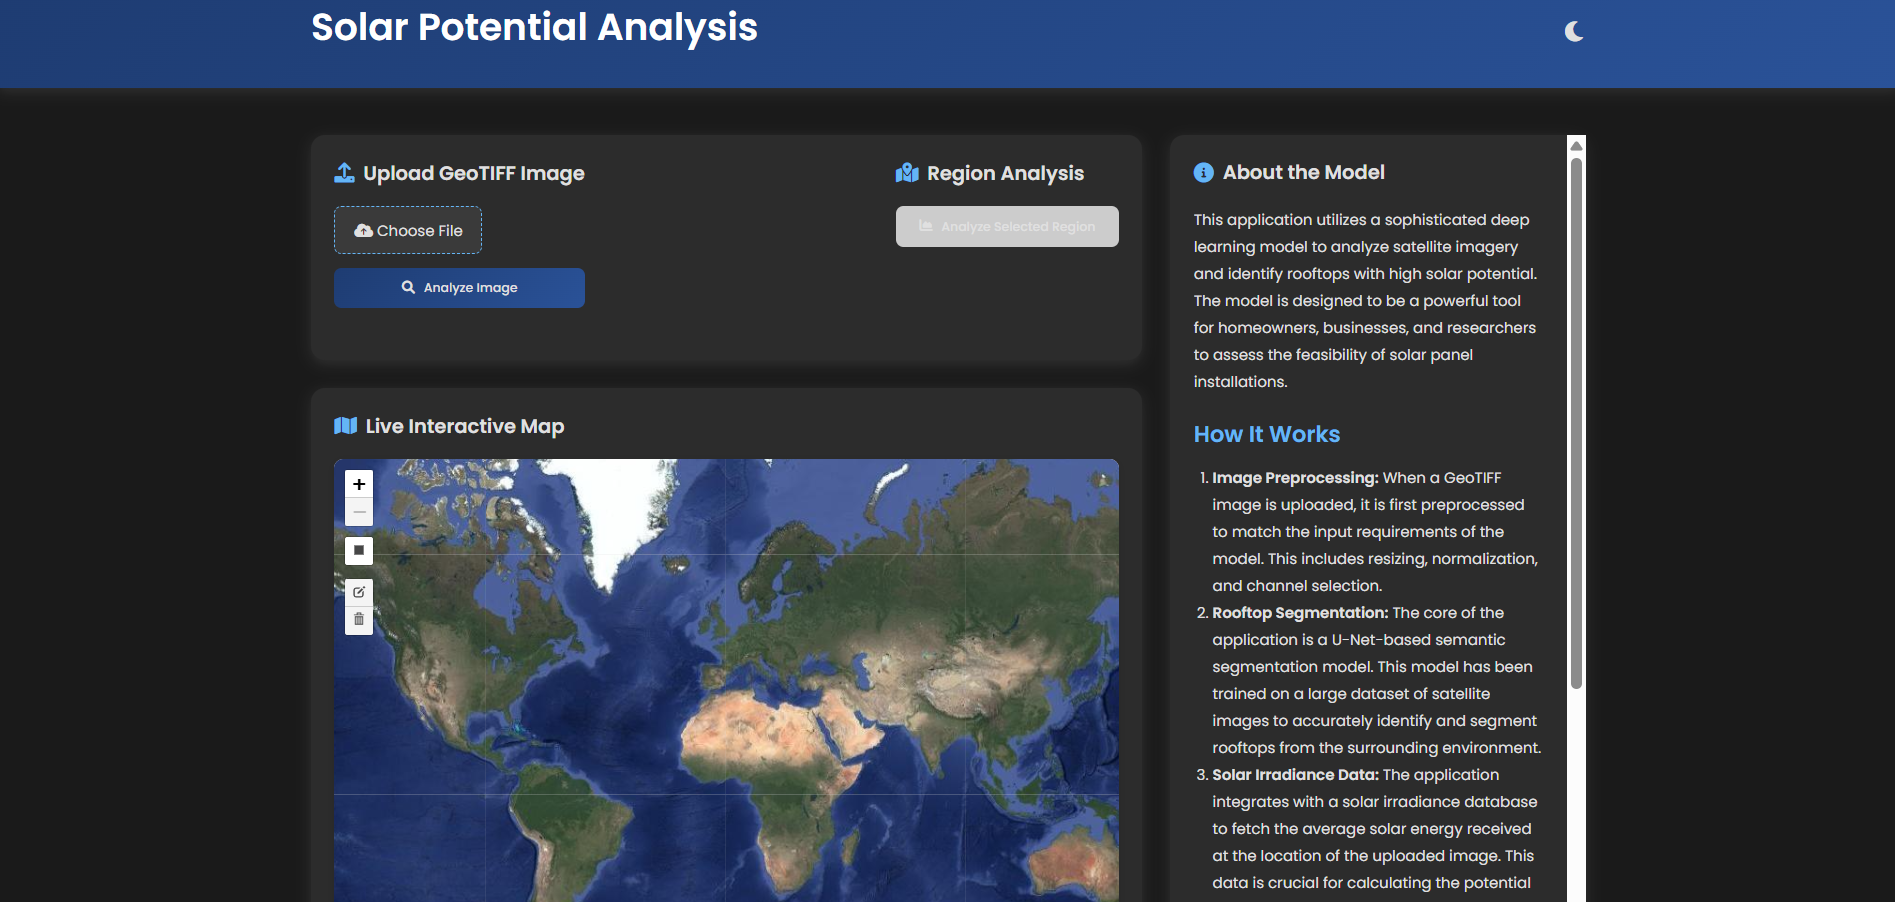 Solar Potential Analysis
Upload GeoTIFF Image
Choose File
Analyze Image
Region Analysis
Analyze Selected Region
Live Interactive Map
+
−
About the Model
This application utilizes a sophisticated deep
learning model to analyze satellite imagery
and identify rooftops with high solar potential.
The model is designed to be a powerful tool
for homeowners, businesses, and researchers
to assess the feasibility of solar panel
installations.
How It Works
1. Image Preprocessing: When a GeoTIFF
image is uploaded, it is first preprocessed
to match the input requirements of the
model. This includes resizing, normalization,
and channel selection.
2. Rooftop Segmentation: The core of the
application is a U-Net-based semantic
segmentation model. This model has been
trained on a large dataset of satellite
images to accurately identify and segment
rooftops from the surrounding environment.
3. Solar Irradiance Data: The application
integrates with a solar irradiance database
to fetch the average solar energy received
at the location of the uploaded image. This
data is crucial for calculating the potential